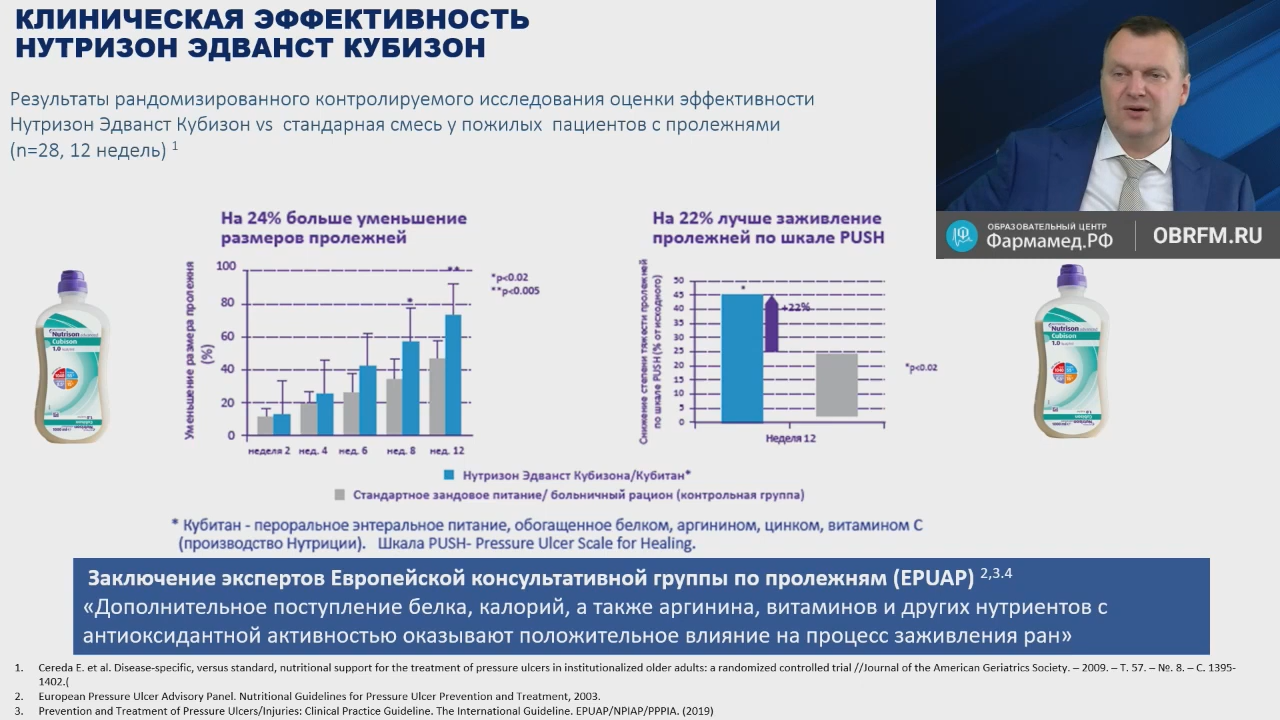 КЛИНИЧЕСКАЯ ЭФФЕКТИВНОСТЬ
НУТРИЗОН ЭДВАНСТ КУБИЗОН
Результаты рандомизированного контролируемого исследования оценки эффективности
Нутризон Эдванст Кубизон vs стандарная смесь у пожилых пациентов с пролежнями
(n=28, 12 недель) 1
ОБРАЗОВАТЕЛЬНЫЙ ЦЕНТР
Фармамед.РФ
OBRFM.RU
На 24% больше уменьшение
размеров пролежней
Уменьшение размера пролежня
(%)
100
80
60
40
20
0
*
**
*p<0.02
**p<0.005
неделя 2 нед. 4 нед. 6 нед. 8 нед. 12
На 22% лучше заживление
пролежней по шкале PUSH
Снижение степени тяжести пролежней
по шкале PUSH (% от исходного)
50
45
40
35
30
25
20
15
10
5
0
*
+22%
*p<0.02
Неделя 12
Nutrison
Cubison
1.0
Nutrison
Cubison
1.0
Нутризон Эдванст Кубизона/Кубитан*
Стандартное зондовое питание/ больничный рацион (контрольная группа)
* Кубитан - пероральное энтеральное питание, обогащенное белком, аргинином, цинком, витамином С
(производство Нутриции). Шкала PUSH- Pressure Ulcer Scale for Healing.
Заключение экспертов Европейской консультативной группы по пролежням (EPUAP) 2,3.4
«Дополнительное поступление белка, калорий, а также аргинина, витаминов и других нутриентов с
антиоксидантной активностью оказывают положительное влияние на процесс заживления ран»
1. Cereda E. et al. Disease-specific, versus standard, nutritional support for the treatment of pressure ulcers in institutionalized older adults: a randomized controlled trial //Journal of the American Geriatrics Society. – 2009. – Т. 57. – №. 8. – С. 1395-
1402.(
2. European Pressure Ulcer Advisory Panel. Nutritional Guidelines for Pressure Ulcer Prevention and Treatment, 2003.
3. Prevention and Treatment of Pressure Ulcers/Injuries: Clinical Practice Guideline. The International Guideline. EPUAP/NPIAP/PPPIA. (2019)